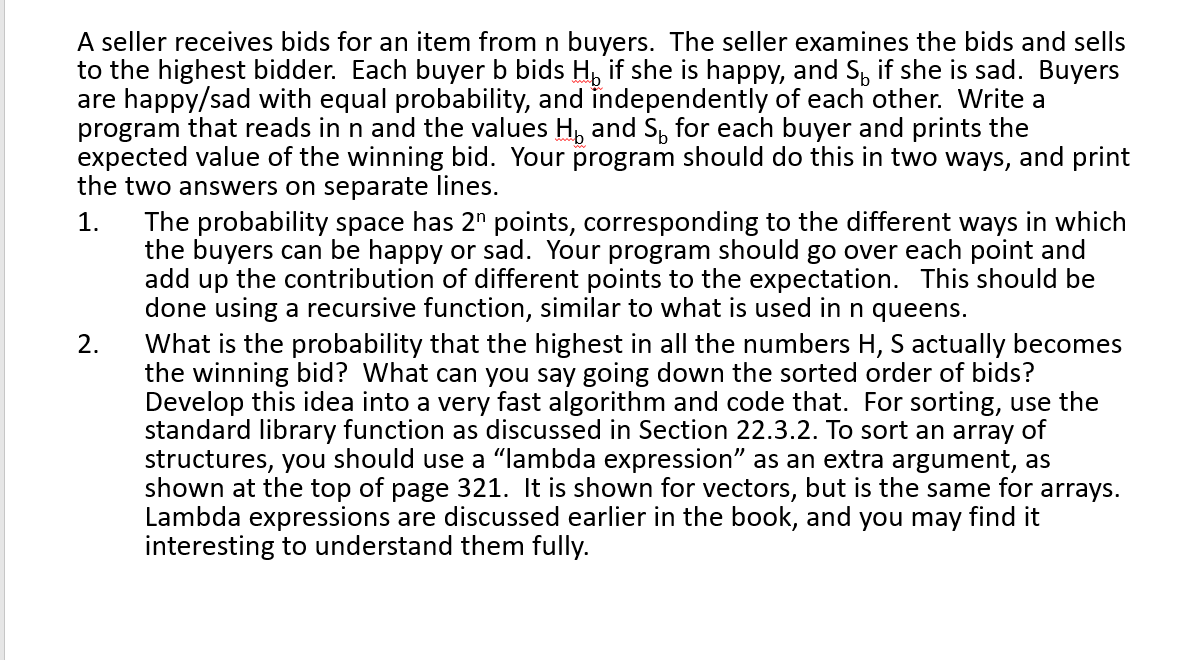 A seller receives bids for an item from n buyers.  The seller examines the bids and sells
to the highest bidder.  Each buyer b bids H_b if she is happy, and S_b if she is sad.  Buyers
are happy/sad with equal probability, and independently of each other.  Write a
program that reads in n and the values H_b and S_b for each buyer and prints the
expected value of the winning bid.  Your program should do this in two ways, and print
the two answers on separate lines.
1. The probability space has 2ⁿ points, corresponding to the different ways in which
the buyers can be happy or sad.  Your program should go over each point and
add up the contribution of different points to the expectation.   This should be
done using a recursive function, similar to what is used in n queens.
2. What is the probability that the highest in all the numbers H, S actually becomes
the winning bid?  What can you say going down the sorted order of bids?
Develop this idea into a very fast algorithm and code that.  For sorting, use the
standard library function as discussed in Section 22.3.2. To sort an array of
structures, you should use a “lambda expression” as an extra argument, as
shown at the top of page 321.  It is shown for vectors, but is the same for arrays.
Lambda expressions are discussed earlier in the book, and you may find it
interesting to understand them fully.